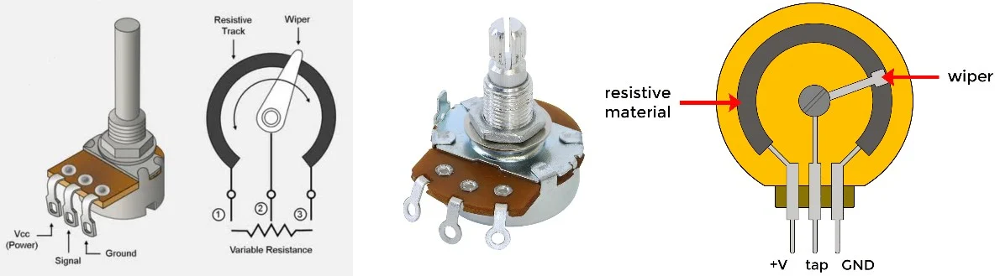 Resistive
Track
Wiper
①
②
③
Vcc
(Power)
Signal
Ground
Variable Resistance
resistive
material
wiper
+V
tap
GND